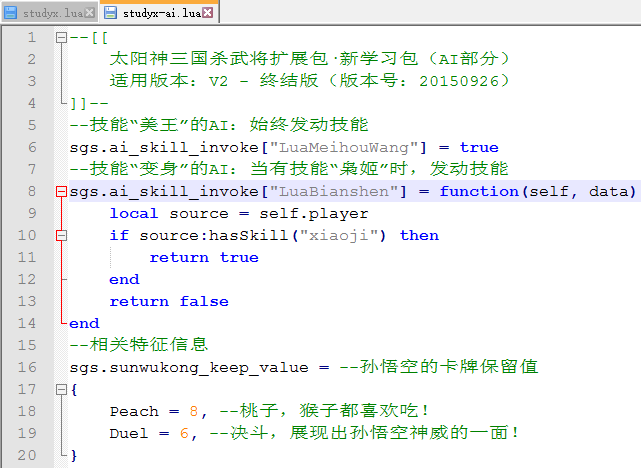 studyx.lua studyx-ai.lua
1 --[[
2 太阳神三国杀武将扩展包·新学习包（AI部分）
3 适用版本：V2 - 终结版（版本号：20150926）
4 ]]--
5 --技能“美王”的AI：始终发动技能
6 sgs.ai_skill_invoke["LuaMeihouWang"] = true
7 --技能“变身”的AI：当有技能“枭姬”时，发动技能
8 sgs.ai_skill_invoke["LuaBianshen"] = function(self, data)
9 local source = self.player
10 if source:hasSkill("xiaoji") then
11 return true
12 end
13 return false
14 end
15 --相关特征信息
16 sgs.sunwukong_keep_value = --孙悟空的卡牌保留值
17 {
18 Peach = 8, --桃子，猴子都喜欢吃！
19 Duel = 6, --决斗，展现出孙悟空神威的一面！
20 }